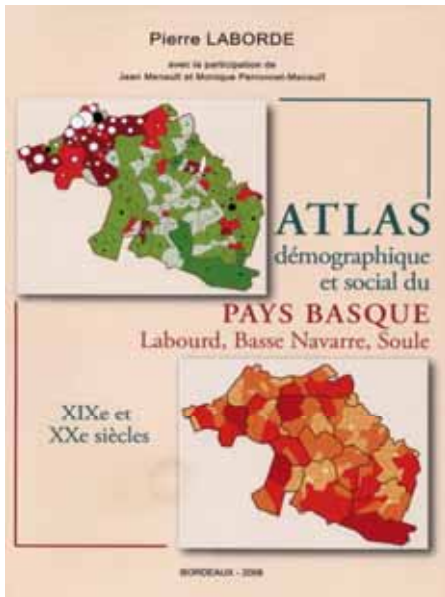 Pierre LABORDE
avec la participation de
Jean Menault et Monique Perronnet-Menault
ATLAS
démographique
et social du
PAYS BASQUE
Labourd, Basse Navarre, Soule
XIXe et
XXe siècles
BORDEAUX - 2008